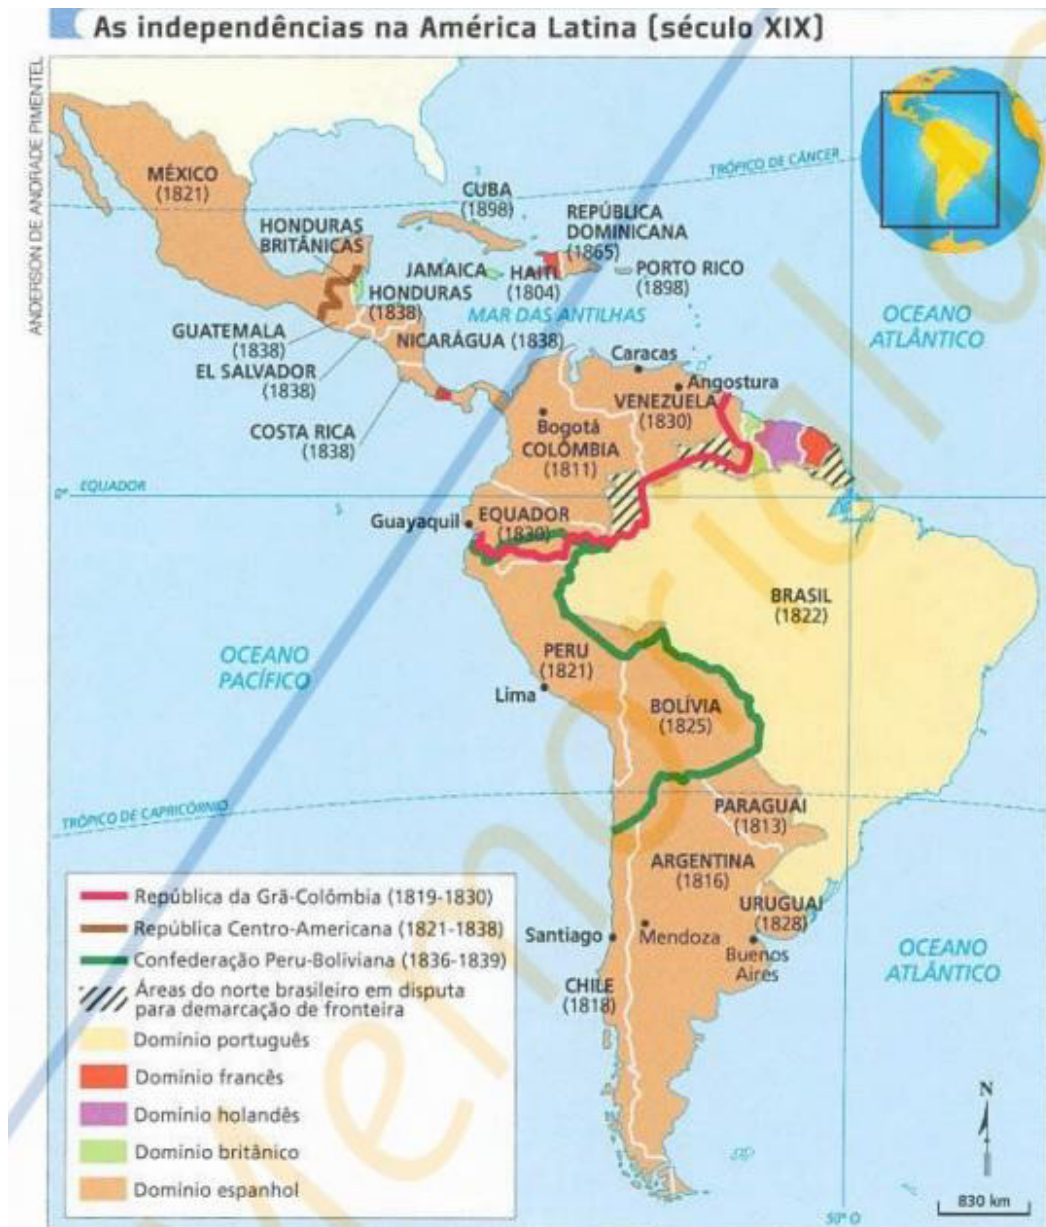 As independências na América Latina (século XIX)
ANDERSON DE ANDRADE PIMENTEL
TRÓPICO DE CÂNCER
MÉXICO
(1821)
CUBA
(1898)
HONDURAS
BRITÂNICAS
REPÚBLICA
DOMINICANA
(1865)
JAMAICA
HAITI
(1804)
PORTO RICO
(1898)
HONDURAS
(1838)
MAR DAS ANTILHAS
OCEANO
ATLÂNTICO
GUATEMALA
(1838)
NICARÁGUA (1838)
EL SALVADOR
(1838)
Caracas
Angostura
VENEZUELA
(1830)
COSTA RICA
(1838)
Bogotá
COLÔMBIA
(1811)
0°
EQUADOR
Guayaquil
EQUADOR
(1830)
BRASIL
(1822)
OCEANO
PACÍFICO
PERU
(1821)
Lima
BOLÍVIA
(1825)
TRÓPICO DE CAPRICÓRNIO
PARAGUAI
(1813)
ARGENTINA
(1816)
URUGUAI
(1828)
Santiago
Mendoza
Buenos
Aires
OCEANO
ATLÂNTICO
CHILE
(1818)
República da Grã-Colômbia (1819-1830)
República Centro-Americana (1821-1838)
Confederação Peru-Boliviana (1836-1839)
Áreas do norte brasileiro em disputa
para demarcação de fronteira
Domínio português
Domínio francês
Domínio holandês
Domínio britânico
Domínio espanhol
N
830 km
50° O